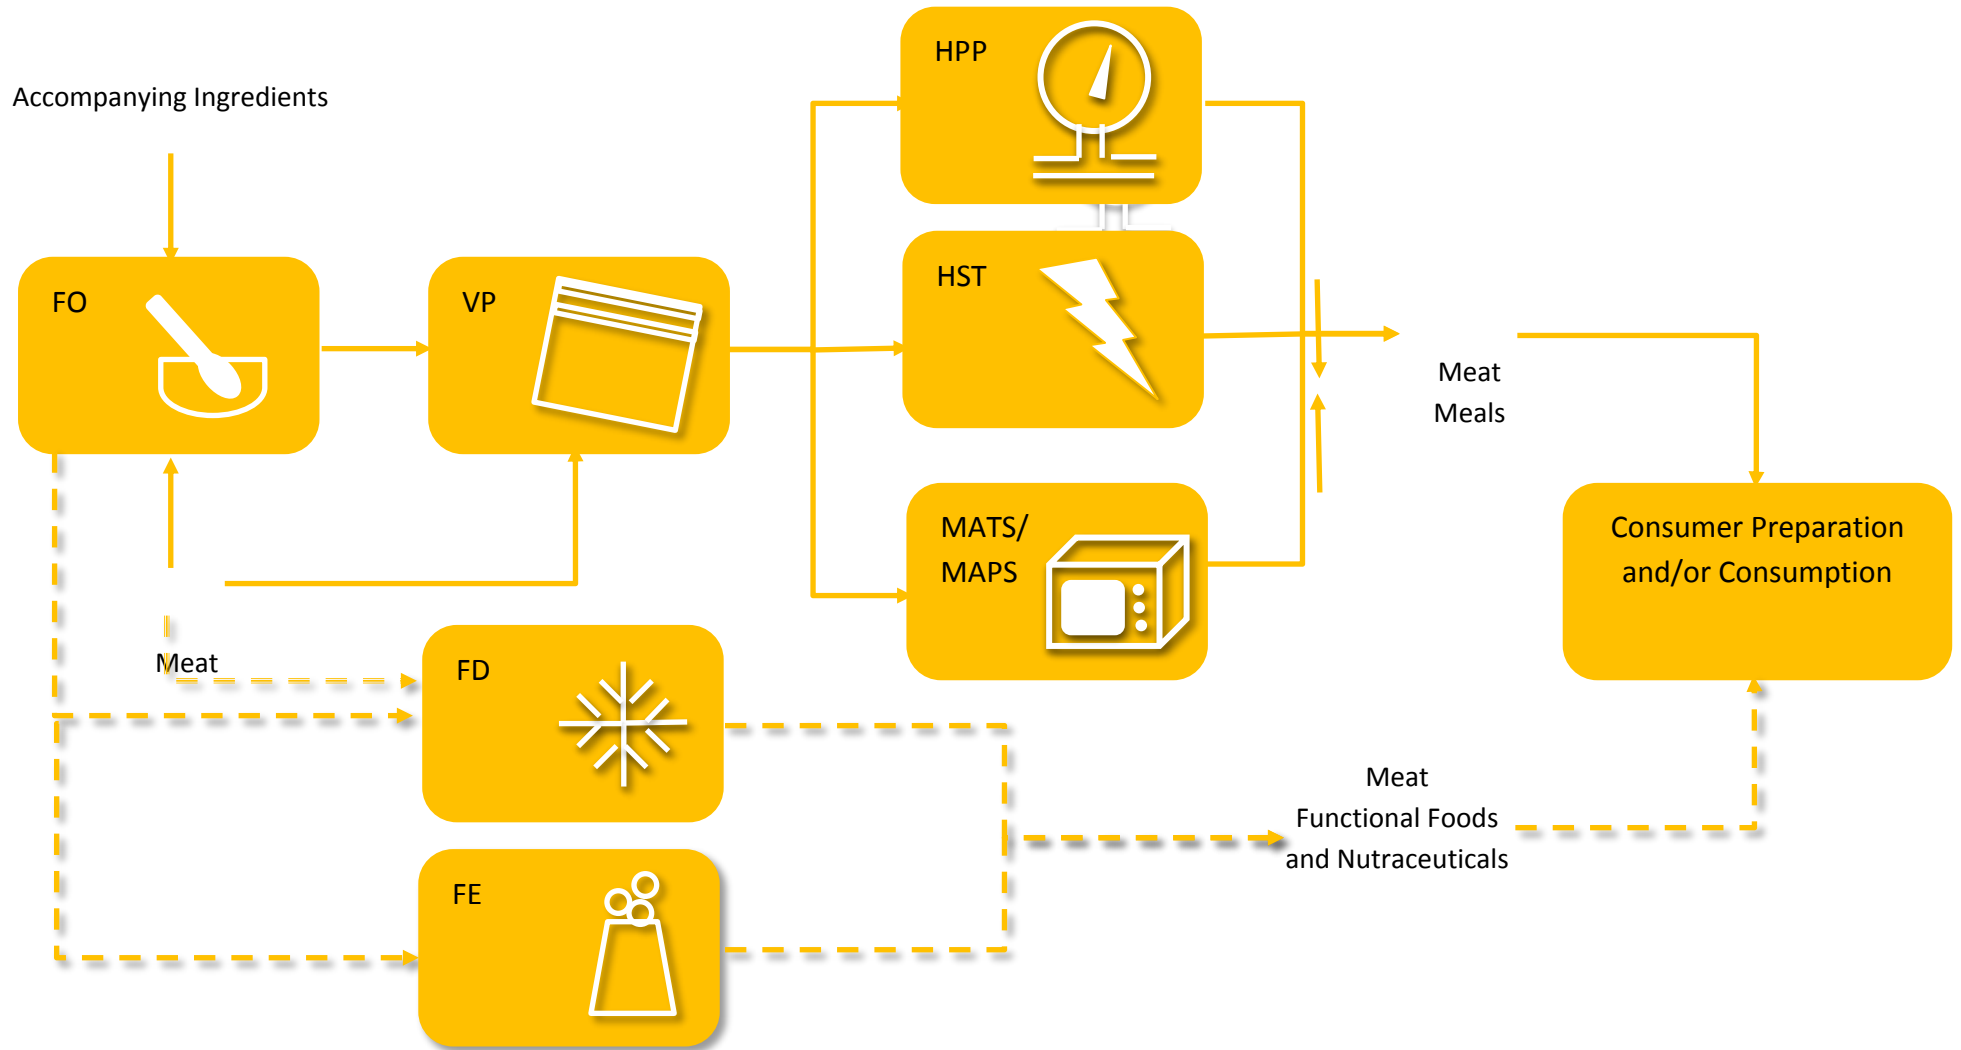 Accompanying Ingredients
HPP
FO
VP
HST
Meat
Meals
MATS/
MAPS
Consumer Preparation
and/or Consumption
Meat
FD
Meat
Functional Foods
and Nutraceuticals
FE